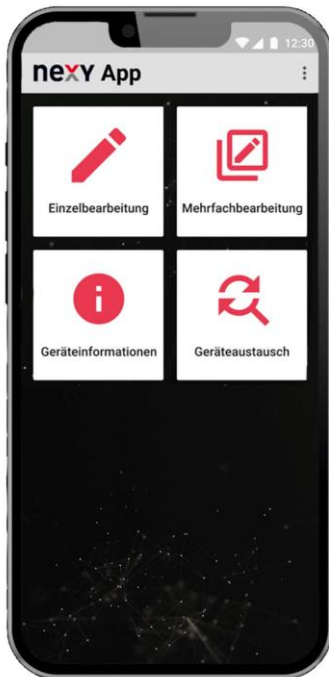 12:30
neXY App
Einzelbearbeitung
Mehrfachbearbeitung
Geräteinformationen
Geräteaustausch